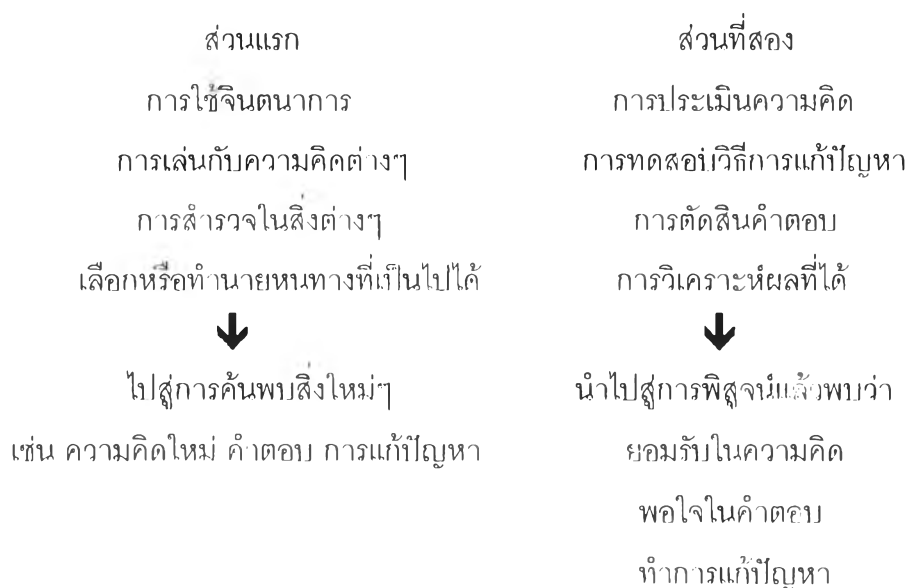 ส่วนแรก
การใช้จินตนาการ
การเล่นกับความคิดต่างๆ
การสำรวจในสิ่งต่างๆ
เลือกหรือทำนายหนทางที่เป็นไปได้
ไปสู่การค้นพบสิ่งใหม่ๆ
เช่น ความคิดใหม่ คำตอบ การแก้ปัญหา
ส่วนที่สอง
การประเมินความคิด
การทดสอบวิธีการแก้ปัญหา
การตัดสินคำตอบ
การวิเคราะห์ผลที่ได้
นำไปสู่การพิสูจน์แล้วพบว่า
ยอมรับในความคิด
พอใจในคำตอบ
ทำการแก้ปัญหา